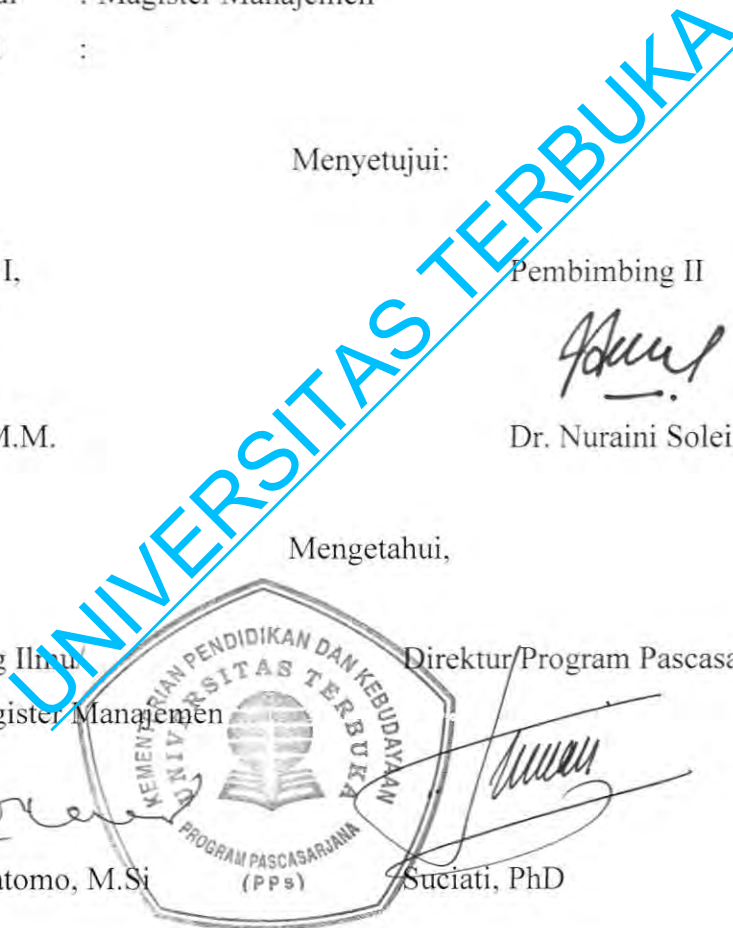 : Magister Manajemen
:
Menyetujui:
I,
Pembimbing II
M.M.
Dr. Nuraini Solei
Mengetahui,
g Ilmu
Direktur Program Pascasa
gister Manajemen
tomo, M.Si
Suciati, PhD
UNIVERSITAS TERBUKA
KEMENTERIAN PENDIDIKAN DAN KEBUDAYAAN
UNIVERSITAS TERBUKA
PROGRAM PASCASARJANA
(PPs)